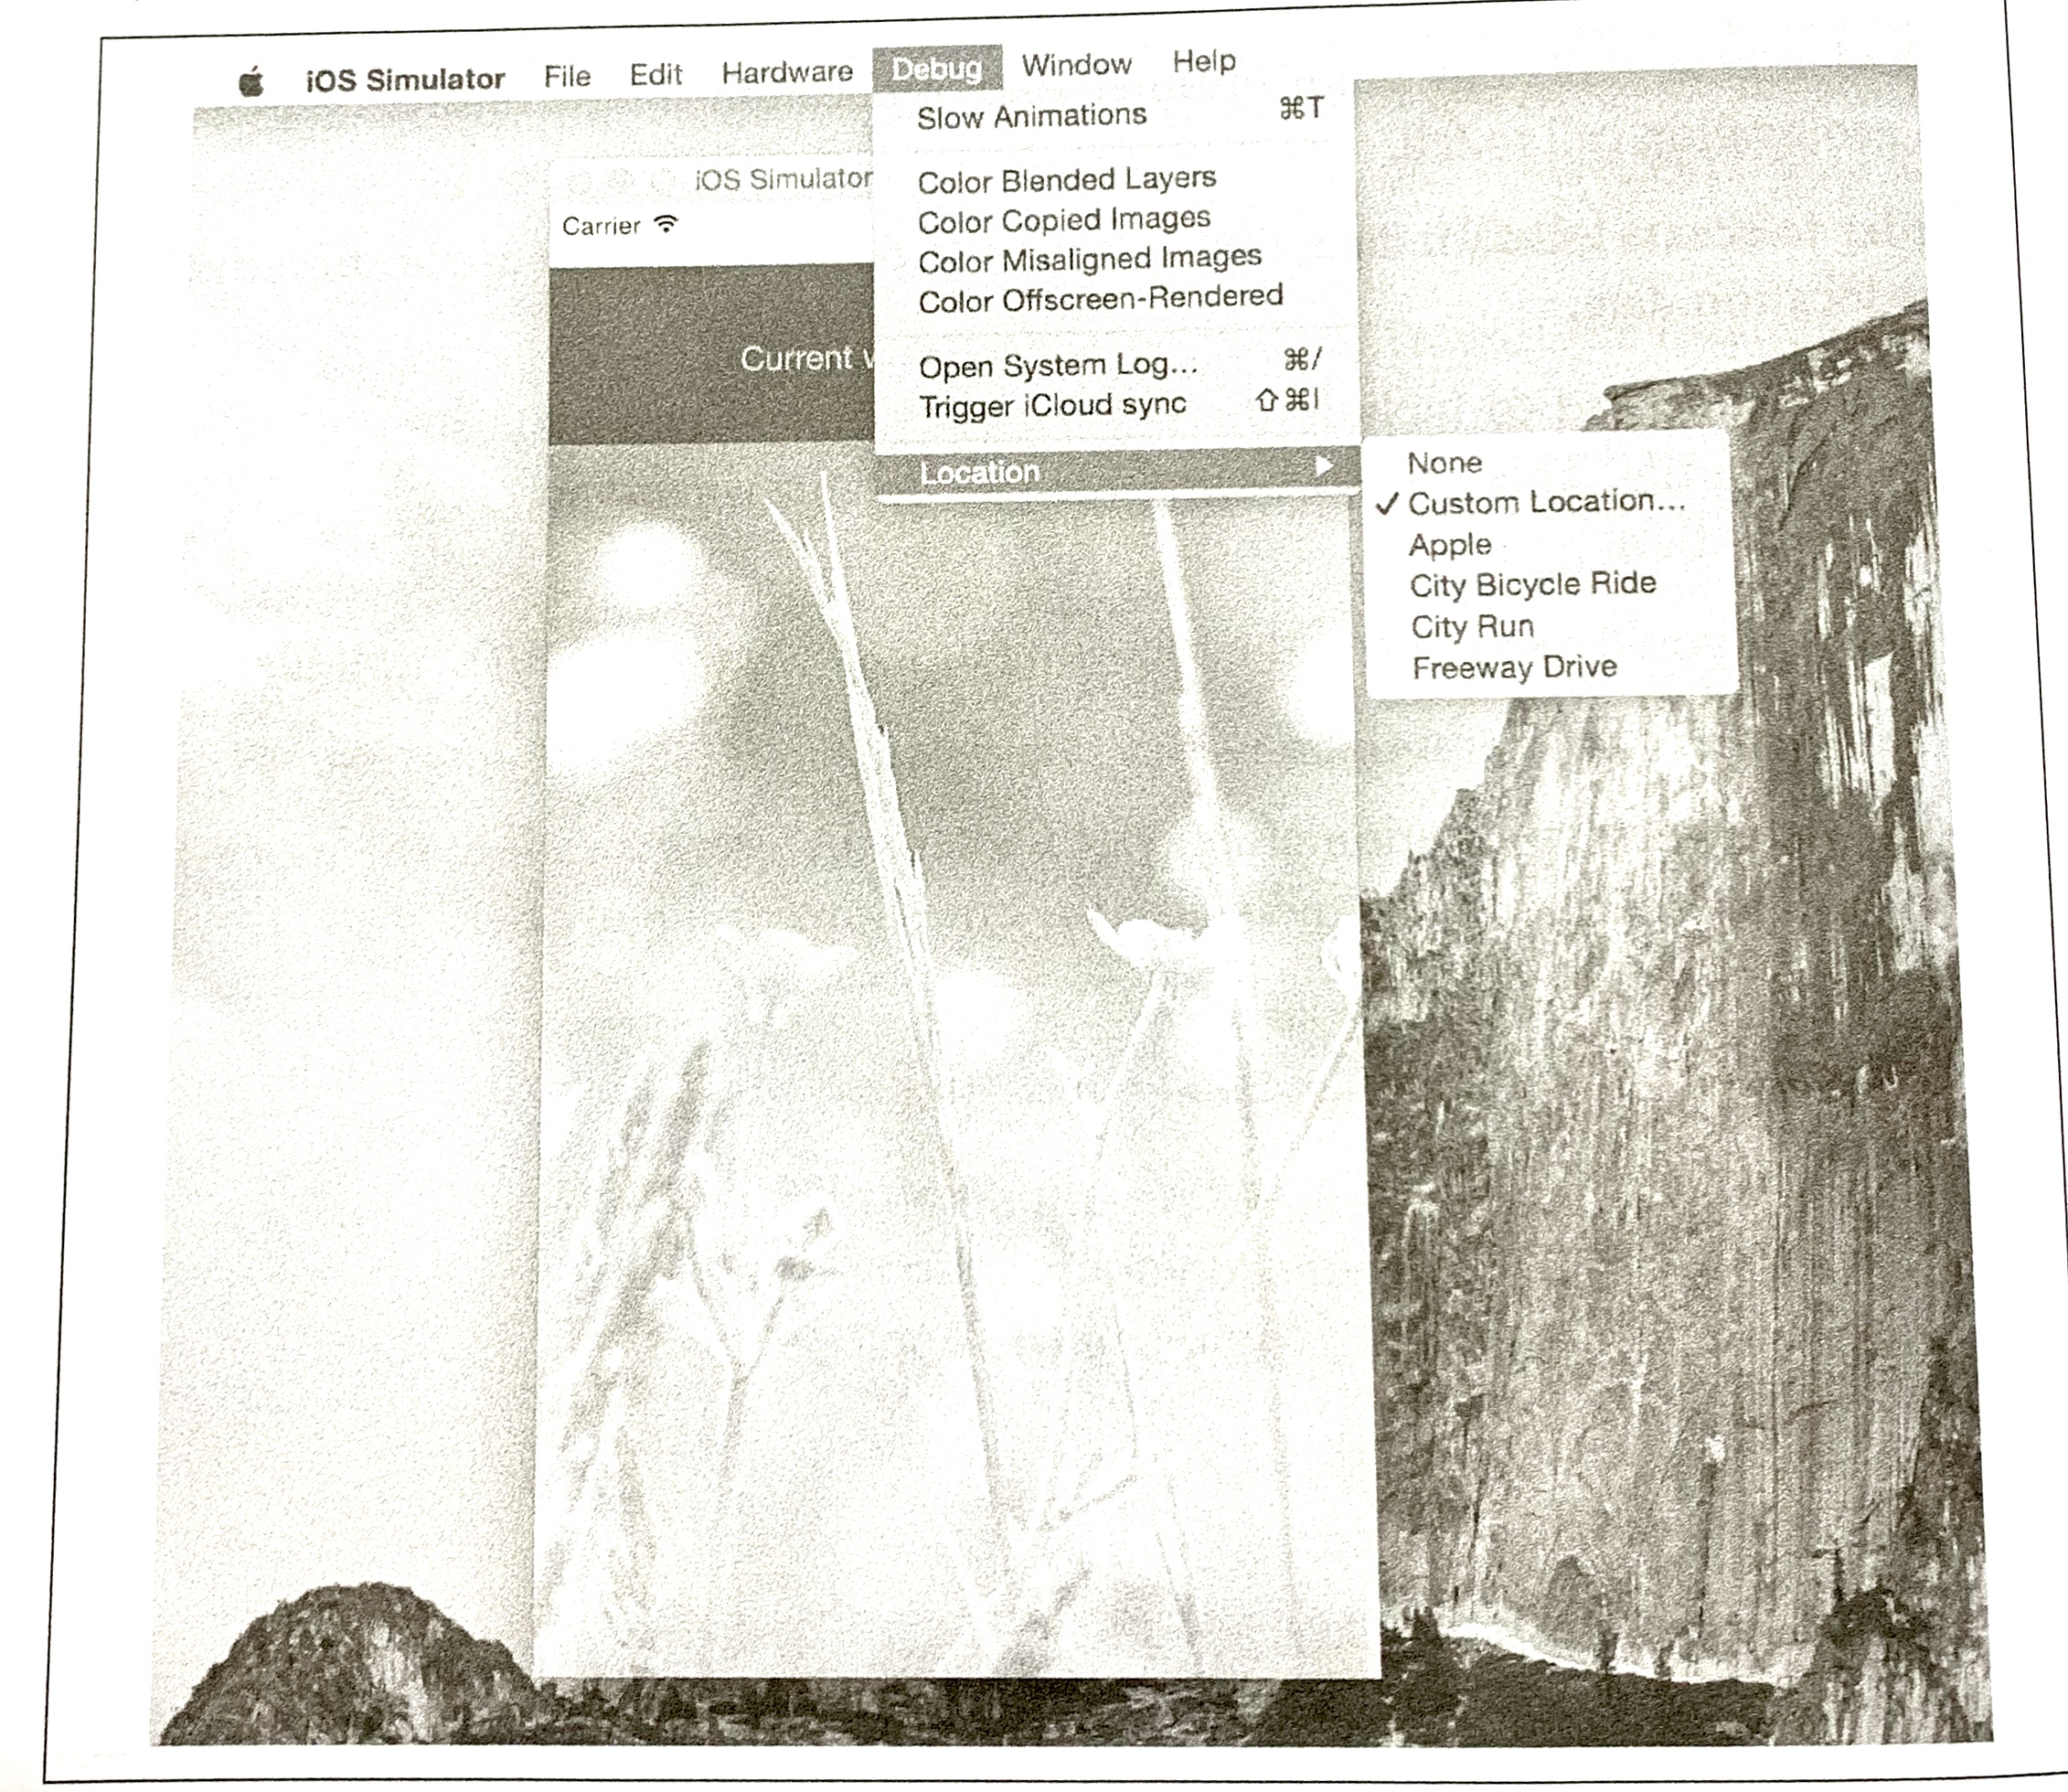 iOS Simulator File Edit Hardware Debug Window Help
Slow Animations ⌘T
iOS Simulator
Color Blended Layers
Carrier
Color Copied Images
Color Misaligned Images
Color Offscreen-Rendered
Current
Open System Log... ⌘/
Trigger iCloud sync ⇧⌘I
Location
None
✓ Custom Location...
Apple
City Bicycle Ride
City Run
Freeway Drive